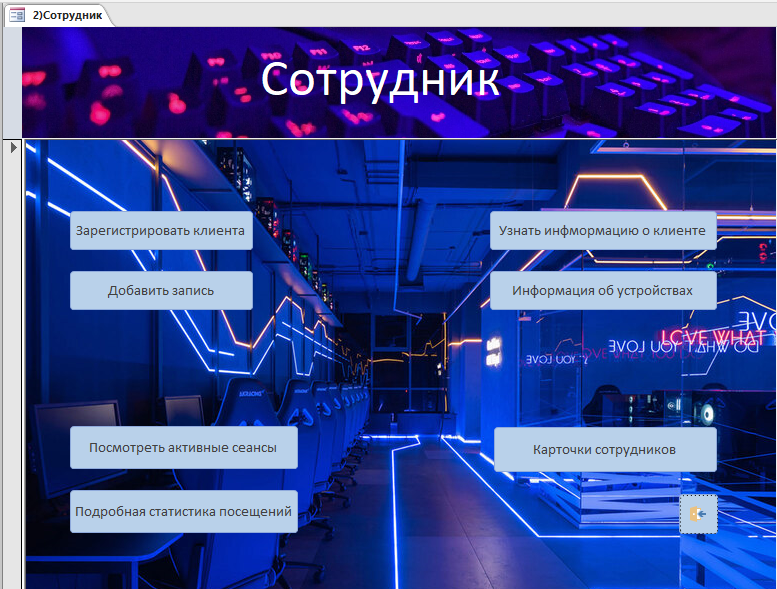 2)Сотрудник
Сотрудник
Зарегистрировать клиента
Узнать инфмормацию о клиенте
Добавить запись
Информация об устройствах
LOVE WHAT
DO WHAT YOU LOVE
Посмотреть активные сеансы
Карточки сотрудников
Подробная статистика посещений